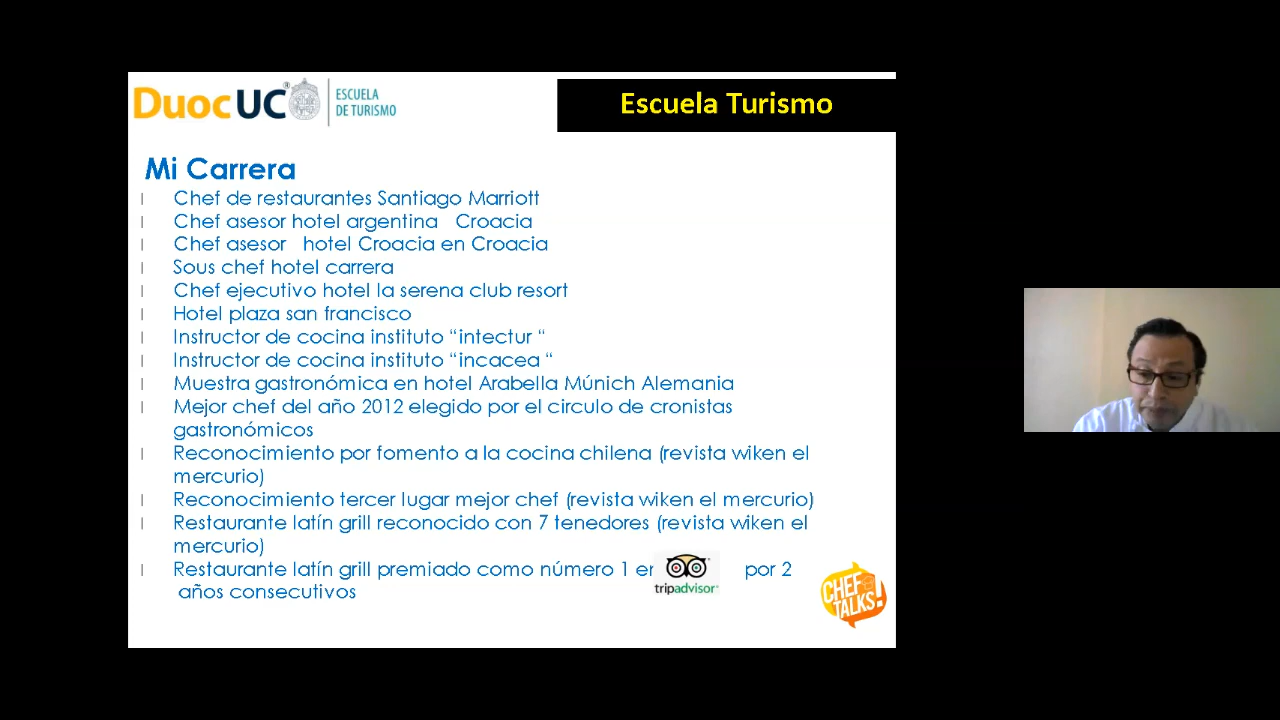 DuocUC
®
ESCUELA
DE TURISMO
Escuela Turismo
Mi Carrera
Chef de restaurantes Santiago Marriott
Chef asesor hotel argentina Croacia
Chef asesor hotel Croacia en Croacia
Sous chef hotel carrera
Chef ejecutivo hotel la serena club resort
Hotel plaza san francisco
Instructor de cocina instituto “intectur “
Instructor de cocina instituto “incacea “
Muestra gastronómica en hotel Arabella Múnich Alemania
Mejor chef del año 2012 elegido por el circulo de cronistas
gastronómicos
Reconocimiento por fomento a la cocina chilena (revista wiken el
mercurio)
Reconocimiento tercer lugar mejor chef (revista wiken el mercurio)
Restaurante latín grill reconocido con 7 tenedores (revista wiken el
mercurio)
Restaurante latín grill premiado como número 1 en tripadvisor por 2
años consecutivos
CHEF
TALKS!